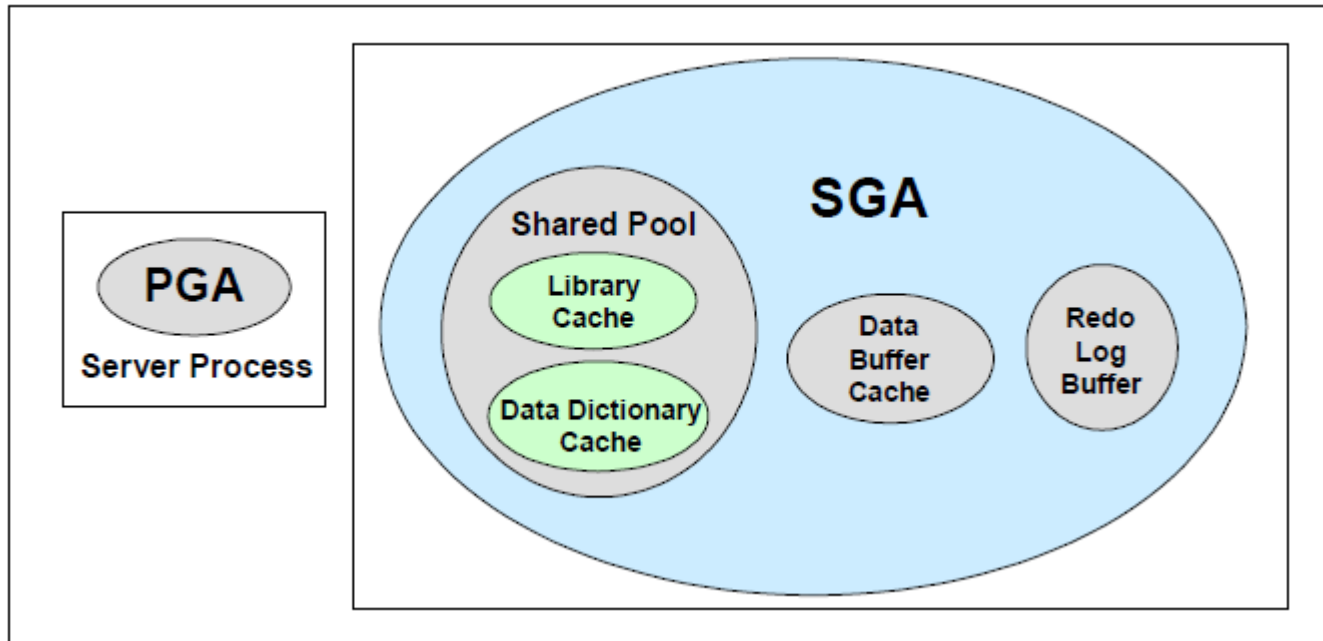 PGA
Server Process
SGA
Shared Pool
Library
Cache
Data Dictionary
Cache
Data
Buffer
Cache
Redo
Log
Buffer